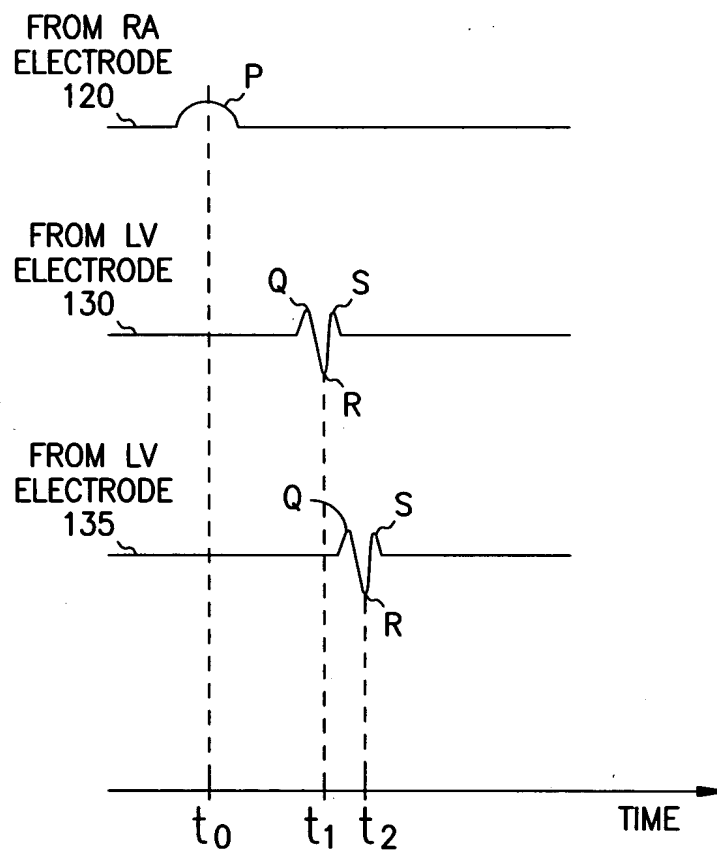 FROM RA
ELECTRODE
120
P
FROM LV
ELECTRODE
130
Q
S
R
FROM LV
ELECTRODE
135
Q
S
R
t0
t1
t2
TIME